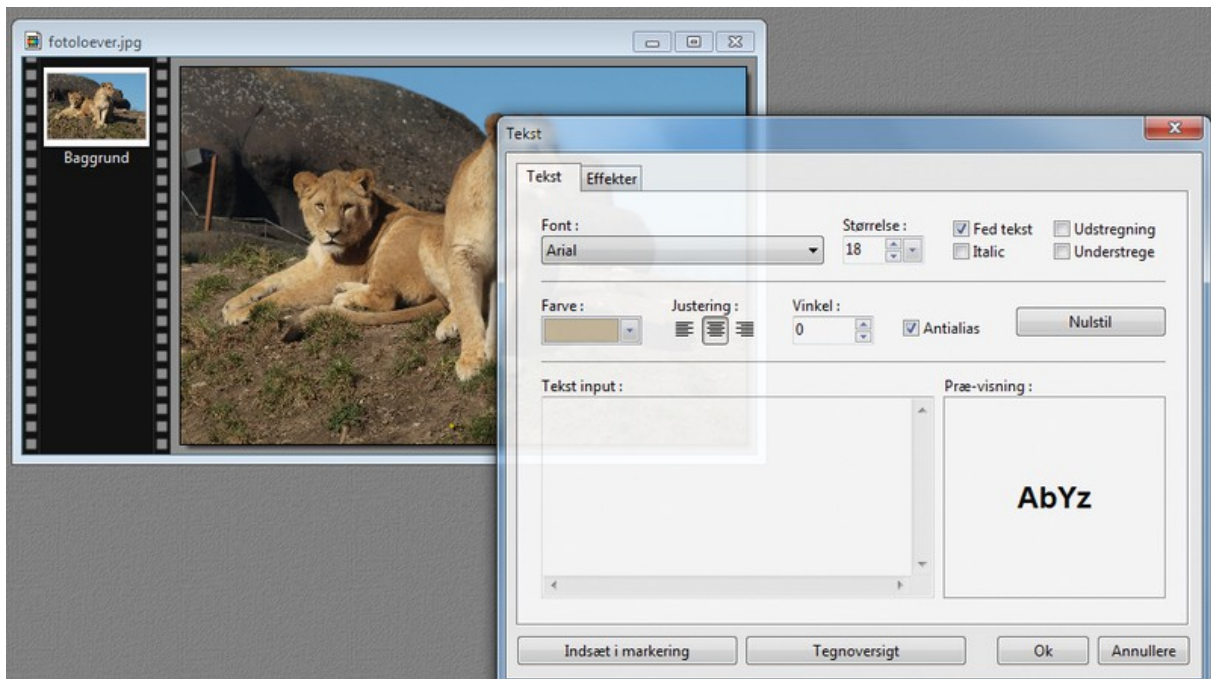 fotoloever.jpg
Baggrund
Tekst
Tekst Effekter
Font : Størrelse : Fed tekst Udstregning
Arial 18 Italic Understrege
Farve : Justering : Vinkel :
0 Antialias Nulstil
Tekst input : Præ-visning :
AbYz
Indsæt i markering Tegnoversigt Ok Annullere